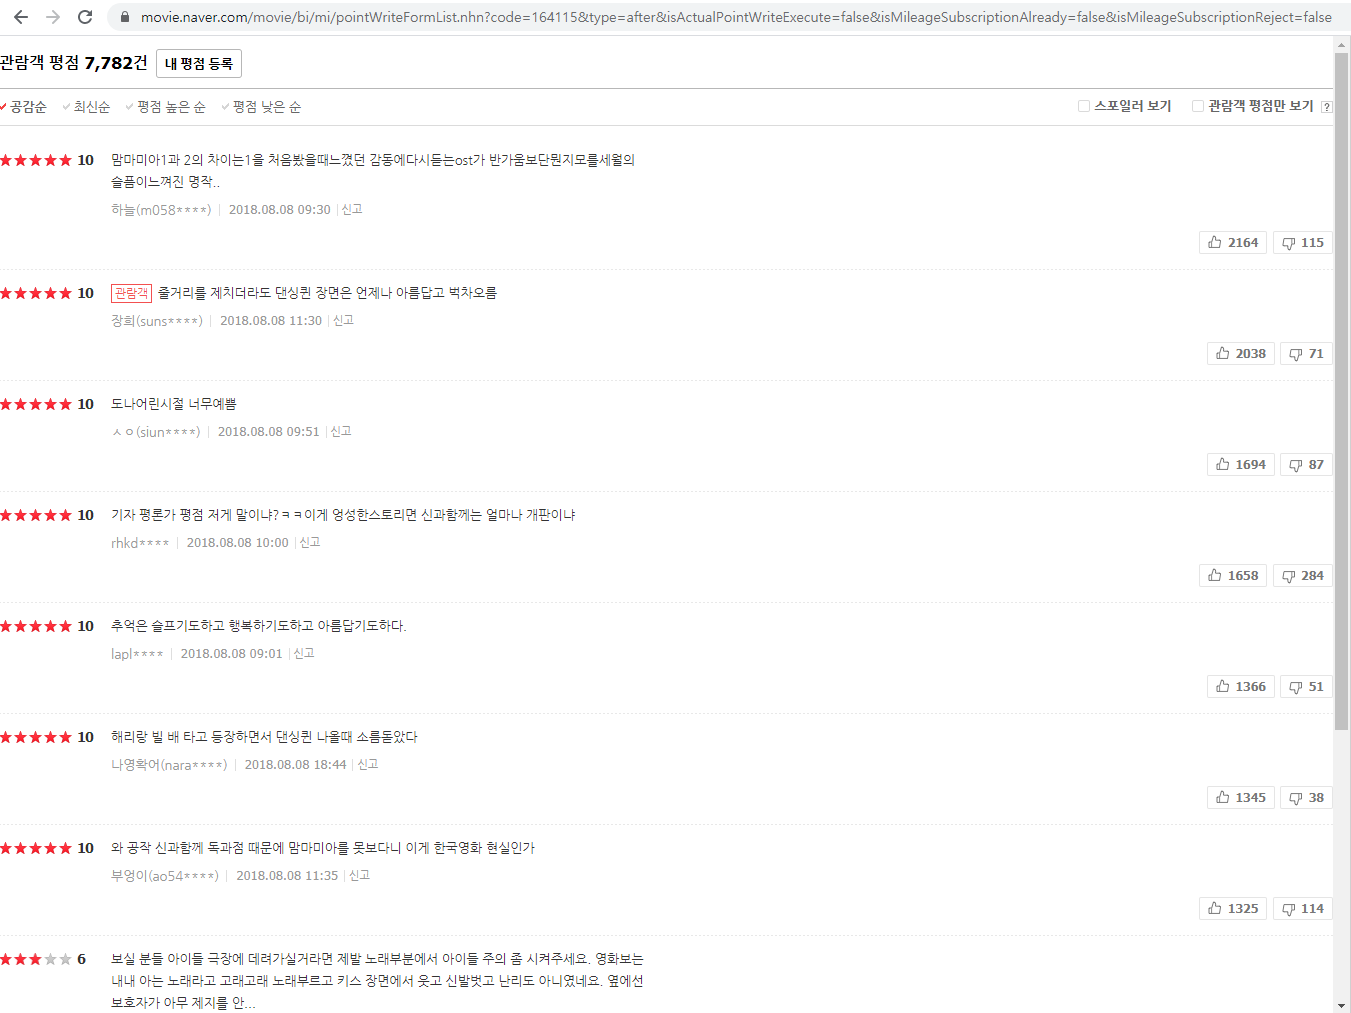 movie.naver.com/movie/bi/mi/pointWriteFormList.nhn?code=164115&type=after&isActualPointWriteExecute=false&isMileageSubscriptionAlready=false&isMileageSubscriptionReject=false
관람객 평점 7,782건 내 평점 등록
공감순 최신순 평점 높은 순 평점 낮은 순 스포일러 보기 관람객 평점만 보기 ?
10 맘마미아1과 2의 차이는1을 처음봤을때느꼈던 감동에다시듣는ost가 반가움보단뭔지모를세월의
슬픔이느껴진 명작..
하늘(m058****) 2018.08.08 09:30 신고
2164 115
10 관람객 줄거리를 제치더라도 댄싱퀸 장면은 언제나 아름답고 벅차오름
장희(suns****) 2018.08.08 11:30 신고
2038 71
10 도나어린시절 너무예쁨
ㅅㅇ(siun****) 2018.08.08 09:51 신고
1694 87
10 기자 평론가 평점 저게 말이냐?ㅋㅋ이게 엉성한스토리면 신과함께는 얼마나 개판이냐
rhkd**** 2018.08.08 10:00 신고
1658 284
10 추억은 슬프기도하고 행복하기도하고 아름답기도하다.
lapl**** 2018.08.08 09:01 신고
1366 51
10 해리랑 빌 배 타고 등장하면서 댄싱퀸 나올때 소름돋았다
나영확어(nara****) 2018.08.08 18:44 신고
1345 38
10 와 공작 신과함께 독과점 때문에 맘마미아를 못보다니 이게 한국영화 현실인가
부엉이(ao54****) 2018.08.08 11:35 신고
1325 114
6 보실 분들 아이들 극장에 데려가실거라면 제발 노래부분에서 아이들 주의 좀 시켜주세요. 영화보는
내내 아는 노래라고 고래고래 노래부르고 키스 장면에서 웃고 신발벗고 난리도 아니였네요. 옆에선
보호자가 아무 제지를 안...